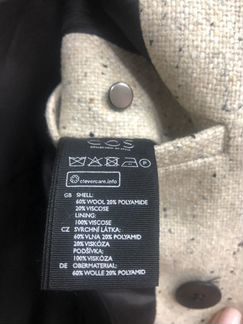 COS
clevercare.info
GB SHELL:
60% WOOL 20% POLYAMIDE
20% VISCOSE
LINING:
100% VISCOSE
CZ SVRCHNÍ LÁTKA:
60% VLNA 20% POLYAMID
20% VISKÓZA
PODŠÍVKA:
100% VISKÓZA
DE OBERMATERIAL:
60% WOLLE 20% POLYAMID